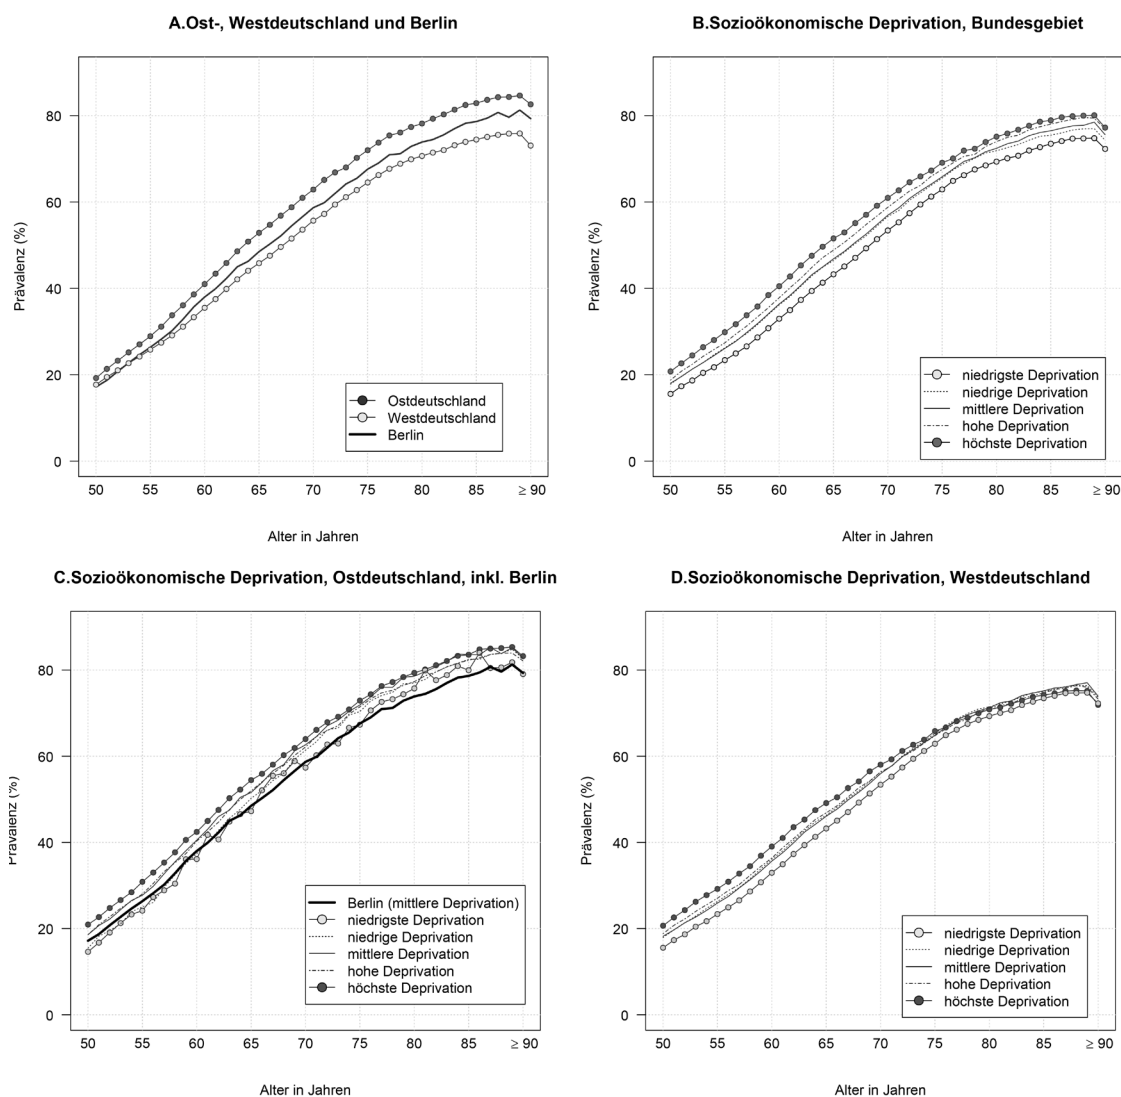 A.Ost-, Westdeutschland und Berlin
Prävalenz (%)
80
60
40
20
0
Ostdeutschland
Westdeutschland
Berlin
50 55 60 65 70 75 80 85 ≥ 90
Alter in Jahren
B.Sozioökonomische Deprivation, Bundesgebiet
Prävalenz (%)
80
60
40
20
0
niedrigste Deprivation
niedrige Deprivation
mittlere Deprivation
hohe Deprivation
höchste Deprivation
50 55 60 65 70 75 80 85 ≥ 90
Alter in Jahren
C.Sozioökonomische Deprivation, Ostdeutschland, inkl. Berlin
Prävalenz (%)
80
60
40
20
0
Berlin (mittlere Deprivation)
niedrigste Deprivation
niedrige Deprivation
mittlere Deprivation
hohe Deprivation
höchste Deprivation
50 55 60 65 70 75 80 85 ≥ 90
Alter in Jahren
D.Sozioökonomische Deprivation, Westdeutschland
Prävalenz (%)
80
60
40
20
0
niedrigste Deprivation
niedrige Deprivation
mittlere Deprivation
hohe Deprivation
höchste Deprivation
50 55 60 65 70 75 80 85 ≥ 90
Alter in Jahren